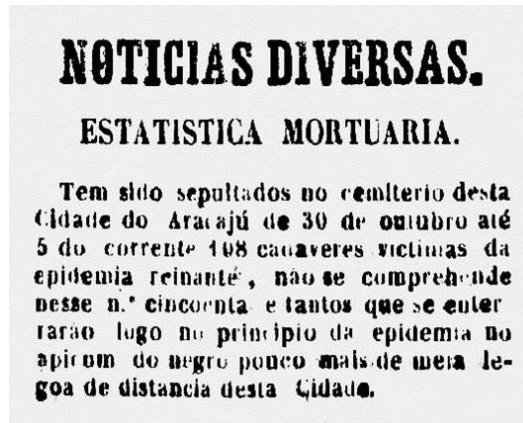 NOTICIAS DIVERSAS.
ESTATISTICA MORTUARIA.
Tem sido sepultados no cemiterio desta
Cidade do Aracajú de 30 de outubro até
5 do corrente 108 cadaveres victimas da
epidemia reinante, não se comprehende
nesse n.º cincoenta e tantos que se enter
rarão logo no principio da epidemia no
apicum do negro pouco mais de meia le-
goa de distancia desta Cidade.